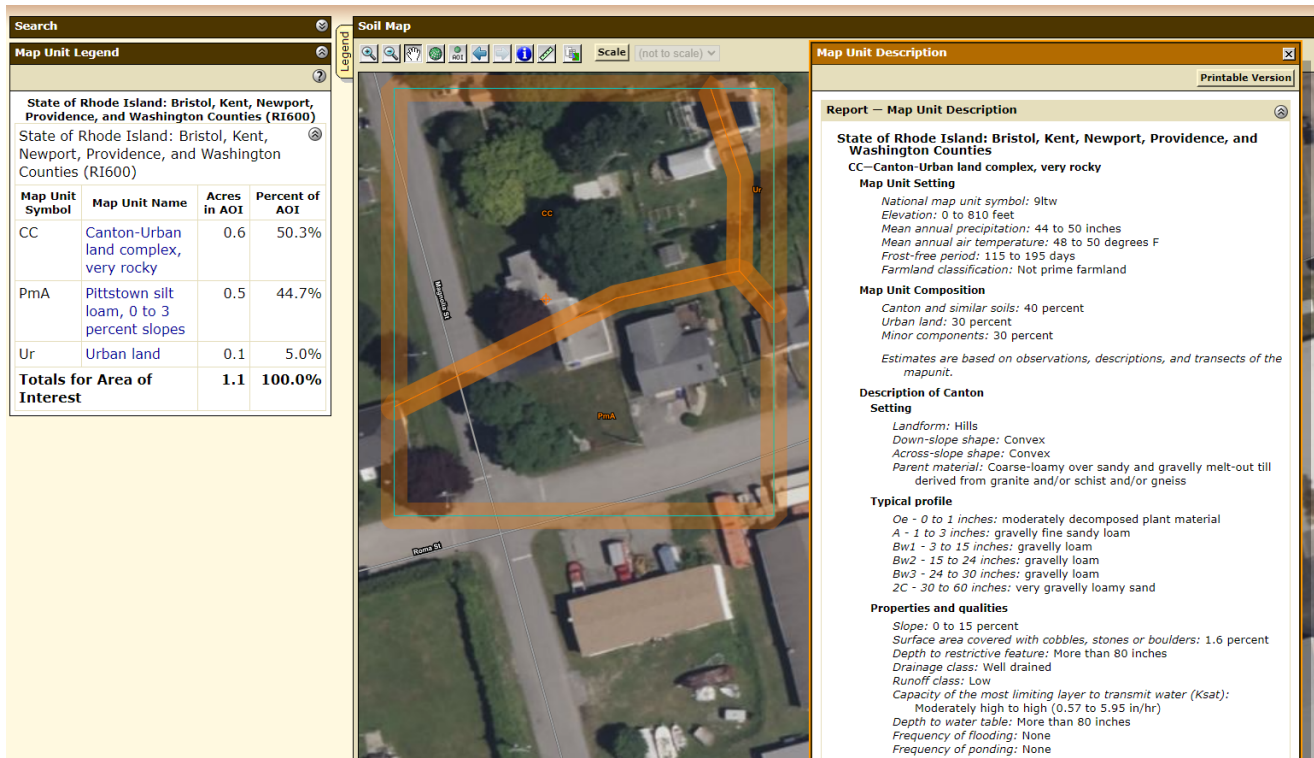 Search
Map Unit Legend
State of Rhode Island: Bristol, Kent, Newport,
Providence, and Washington Counties (RI600)
State of Rhode Island: Bristol, Kent,
Newport, Providence, and Washington
Counties (RI600)
Map Unit Symbol Map Unit Name Acres in AOI Percent of AOI
CC Canton-Urban land complex, very rocky 0.6 50.3%
PmA Pittstown silt loam, 0 to 3 percent slopes 0.5 44.7%
Ur Urban land 0.1 5.0%
Totals for Area of Interest 1.1 100.0%
Legend
Soil Map
AOI
Scale (not to scale)
CC
Ur
PmA
Magnolia St
Roma St
Map Unit Description
Printable Version
Report — Map Unit Description
State of Rhode Island: Bristol, Kent, Newport, Providence, and
Washington Counties
CC—Canton-Urban land complex, very rocky
Map Unit Setting
National map unit symbol: 9ltw
Elevation: 0 to 810 feet
Mean annual precipitation: 44 to 50 inches
Mean annual air temperature: 48 to 50 degrees F
Frost-free period: 115 to 195 days
Farmland classification: Not prime farmland
Map Unit Composition
Canton and similar soils: 40 percent
Urban land: 30 percent
Minor components: 30 percent
Estimates are based on observations, descriptions, and transects of the
mapunit.
Description of Canton
Setting
Landform: Hills
Down-slope shape: Convex
Across-slope shape: Convex
Parent material: Coarse-loamy over sandy and gravelly melt-out till
derived from granite and/or schist and/or gneiss
Typical profile
Oe - 0 to 1 inches: moderately decomposed plant material
A - 1 to 3 inches: gravelly fine sandy loam
Bw1 - 3 to 15 inches: gravelly loam
Bw2 - 15 to 24 inches: gravelly loam
Bw3 - 24 to 30 inches: gravelly loam
2C - 30 to 60 inches: very gravelly loamy sand
Properties and qualities
Slope: 0 to 15 percent
Surface area covered with cobbles, stones or boulders: 1.6 percent
Depth to restrictive feature: More than 80 inches
Drainage class: Well drained
Runoff class: Low
Capacity of the most limiting layer to transmit water (Ksat):
Moderately high to high (0.57 to 5.95 in/hr)
Depth to water table: More than 80 inches
Frequency of flooding: None
Frequency of ponding: None